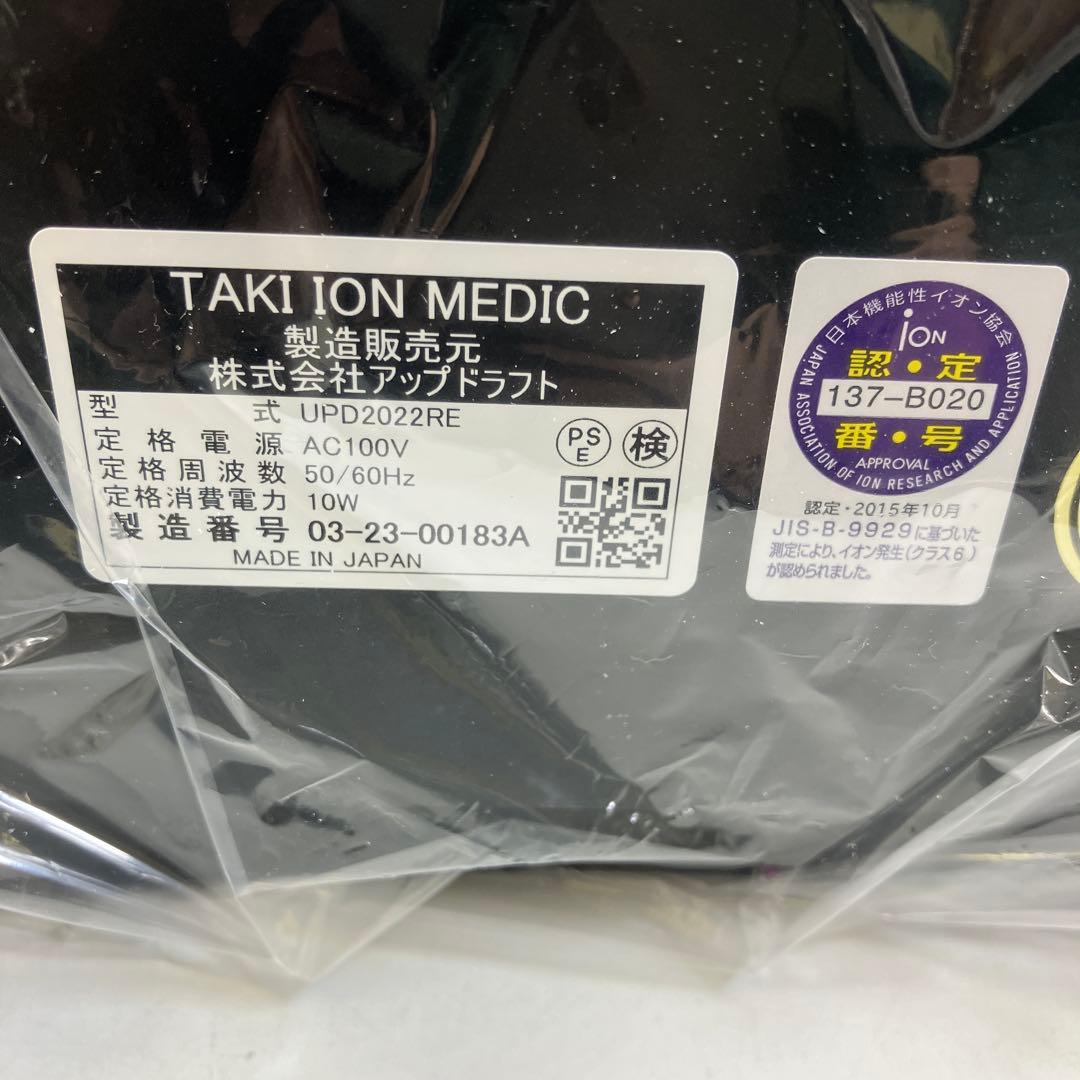 TAKI ION MEDIC
製造販売元
株式会社アップドラフト
型 式 UPD2022RE
定格電源 AC100V
定格周波数 50/60Hz
定格消費電力 10W
製造番号 03-23-00183A
MADE IN JAPAN
PS
E
検
日本機能性イオン協会
ion
認・定
137-B020
番・号
APPROVAL
JAPAN ASSOCIATION OF ION RESEARCH AND APPLICATION
認定・2015年10月
JIS-B-9929に基づいた
測定により、イオン発生(クラス6)
が認められました。